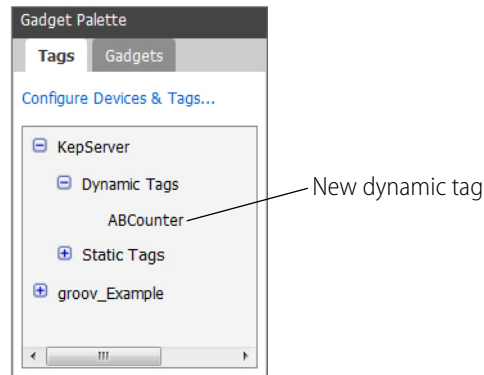 Gadget Palette
Tags Gadgets
Configure Devices & Tags...
KepServer
Dynamic Tags
ABCounter
New dynamic tag
Static Tags
groov_Example